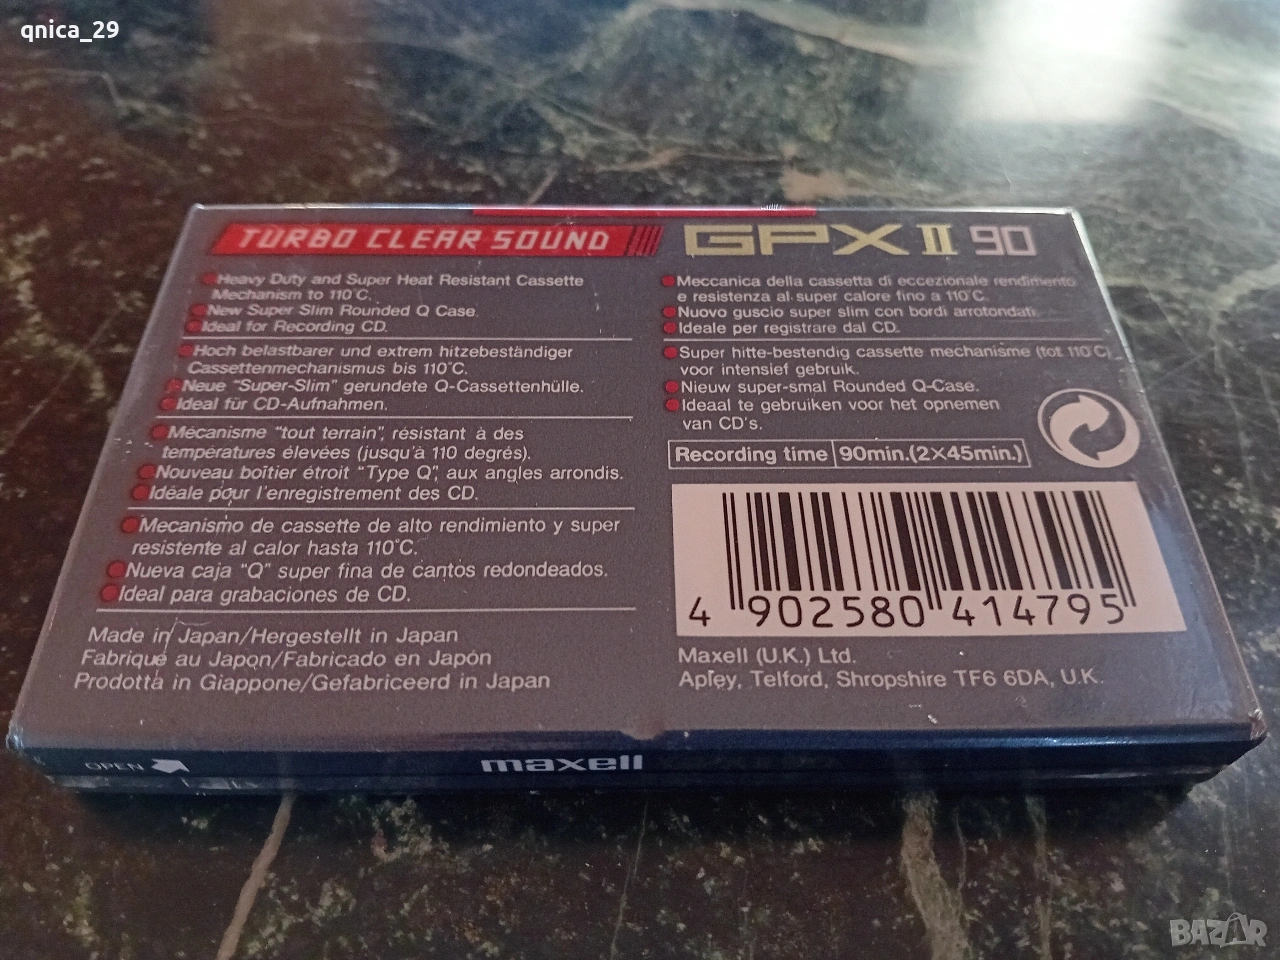 qnica_29
TURBO CLEAR SOUND
GPX II 90
Heavy Duty and Super Heat Resistant Cassette
Mechanism to 110°C.
New Super Slim Rounded Q Case.
Ideal for Recording CD.
Hoch belastbarer und extrem hitzebeständiger
Cassettenmechanismus bis 110°C.
Neue "Super-Slim" gerundete Q-Cassettenhülle.
Ideal für CD-Aufnahmen.
Mécanisme "tout terrain", résistant à des
températures élevées (jusqu'à 110 degrés).
Nouveau boîtier étroit "Type Q", aux angles arrondis.
Idéale pour l'enregistrement des CD.
Mecanismo de cassette de alto rendimiento y super
resistente al calor hasta 110°C.
Nueva caja "Q" super fina de cantos redondeados.
Ideal para grabaciones de CD.
Made in Japan/Hergestellt in Japan
Fabriqué au Japon/Fabricado en Japón
Prodotta in Giappone/Gefabriceerd in Japan
Meccanica della cassetta di eccezionale rendimento
e resistenza al super calore fino a 110°C.
Nuovo guscio super slim con bordi arrotondati.
Ideale per registrare dal CD.
Super hitte-bestendig cassette mechanisme (tot 110°C)
voor intensief gebruik.
Nieuw super-smal Rounded Q-Case.
Ideaal te gebruiken voor het opnemen
van CD's.
Recording time 90min.(2×45min.)
4 902580 414795
Maxell (U.K.) Ltd.
Apley, Telford, Shropshire TF6 6DA, U.K.
OPEN
maxell
BAZAR